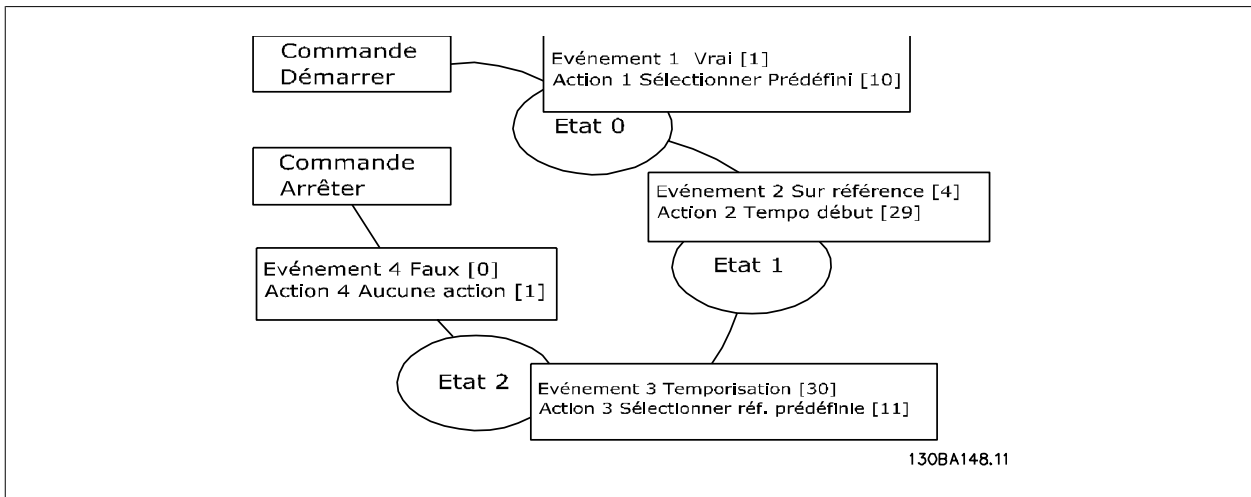 Commande
Démarrer
Evénement 1 Vrai [1]
Action 1 Sélectionner Prédéfini [10]
Etat 0
Commande
Arrêter
Evénement 2 Sur référence [4]
Action 2 Tempo début [29]
Etat 1
Evénement 4 Faux [0]
Action 4 Aucune action [1]
Etat 2
Evénement 3 Temporisation [30]
Action 3 Sélectionner réf. prédéfinie [11]
130BA148.11